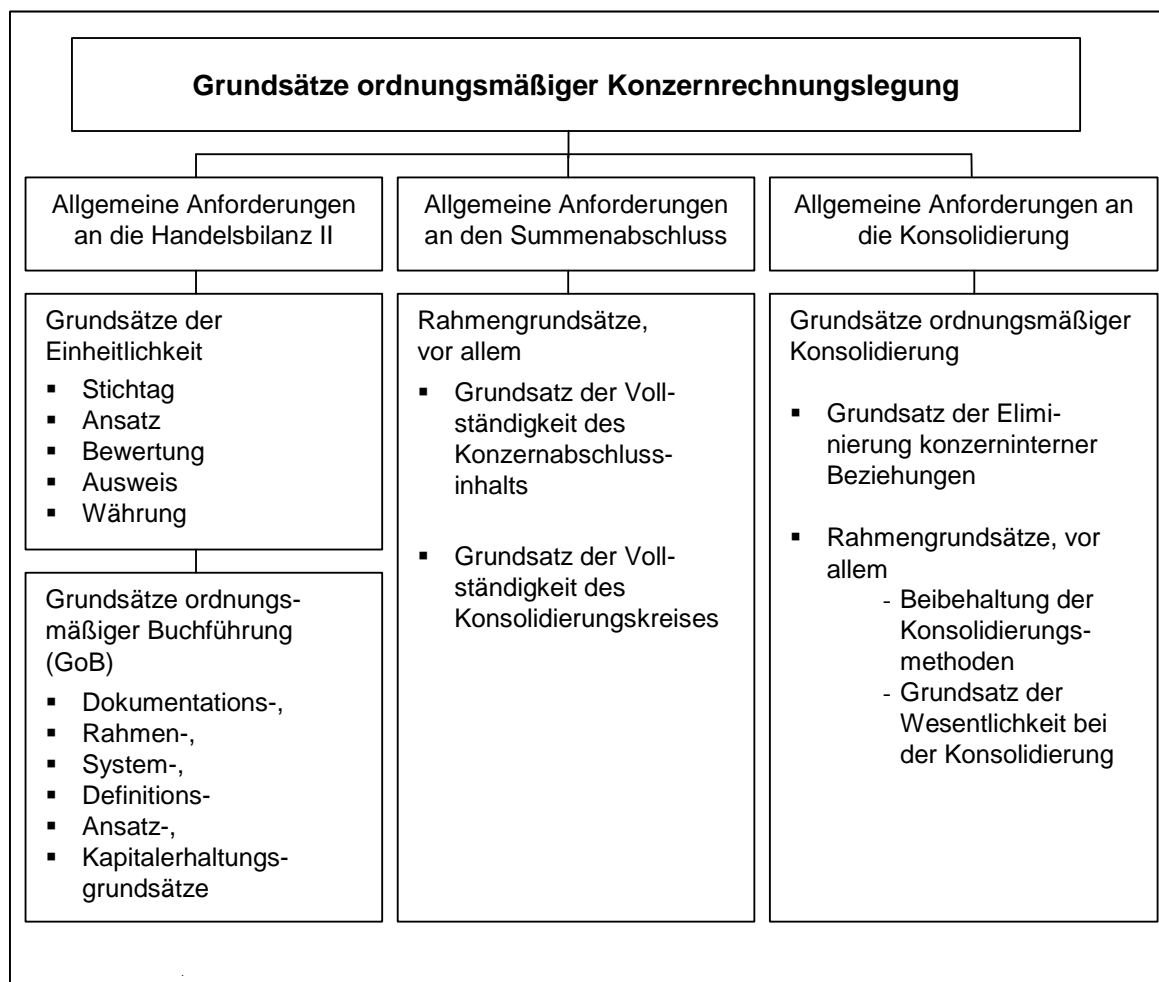 Grundsätze ordnungsmäßiger Konzernrechnungslegung
Allgemeine Anforderungen
an die Handelsbilanz II
Grundsätze der
Einheitlichkeit
▪ Stichtag
▪ Ansatz
▪ Bewertung
▪ Ausweis
▪ Währung
Grundsätze ordnungs-
mäßiger Buchführung
(GoB)
▪ Dokumentations-,
▪ Rahmen-,
▪ System-,
▪ Definitions-
▪ Ansatz-,
▪ Kapitalerhaltungs-
grundsätze
Allgemeine Anforderungen
an den Summenabschluss
Rahmengrundsätze,
vor allem
▪ Grundsatz der Voll-
ständigkeit des
Konzernabschluss-
inhalts
▪ Grundsatz der Voll-
ständigkeit des
Konsolidierungskreises
Allgemeine Anforderungen an
die Konsolidierung
Grundsätze ordnungsmäßiger
Konsolidierung
▪ Grundsatz der Elimi-
nierung konzerninterner
Beziehungen
▪ Rahmengrundsätze, vor
allem
- Beibehaltung der
Konsolidierungs-
methoden
- Grundsatz der
Wesentlichkeit bei
der Konsolidierung